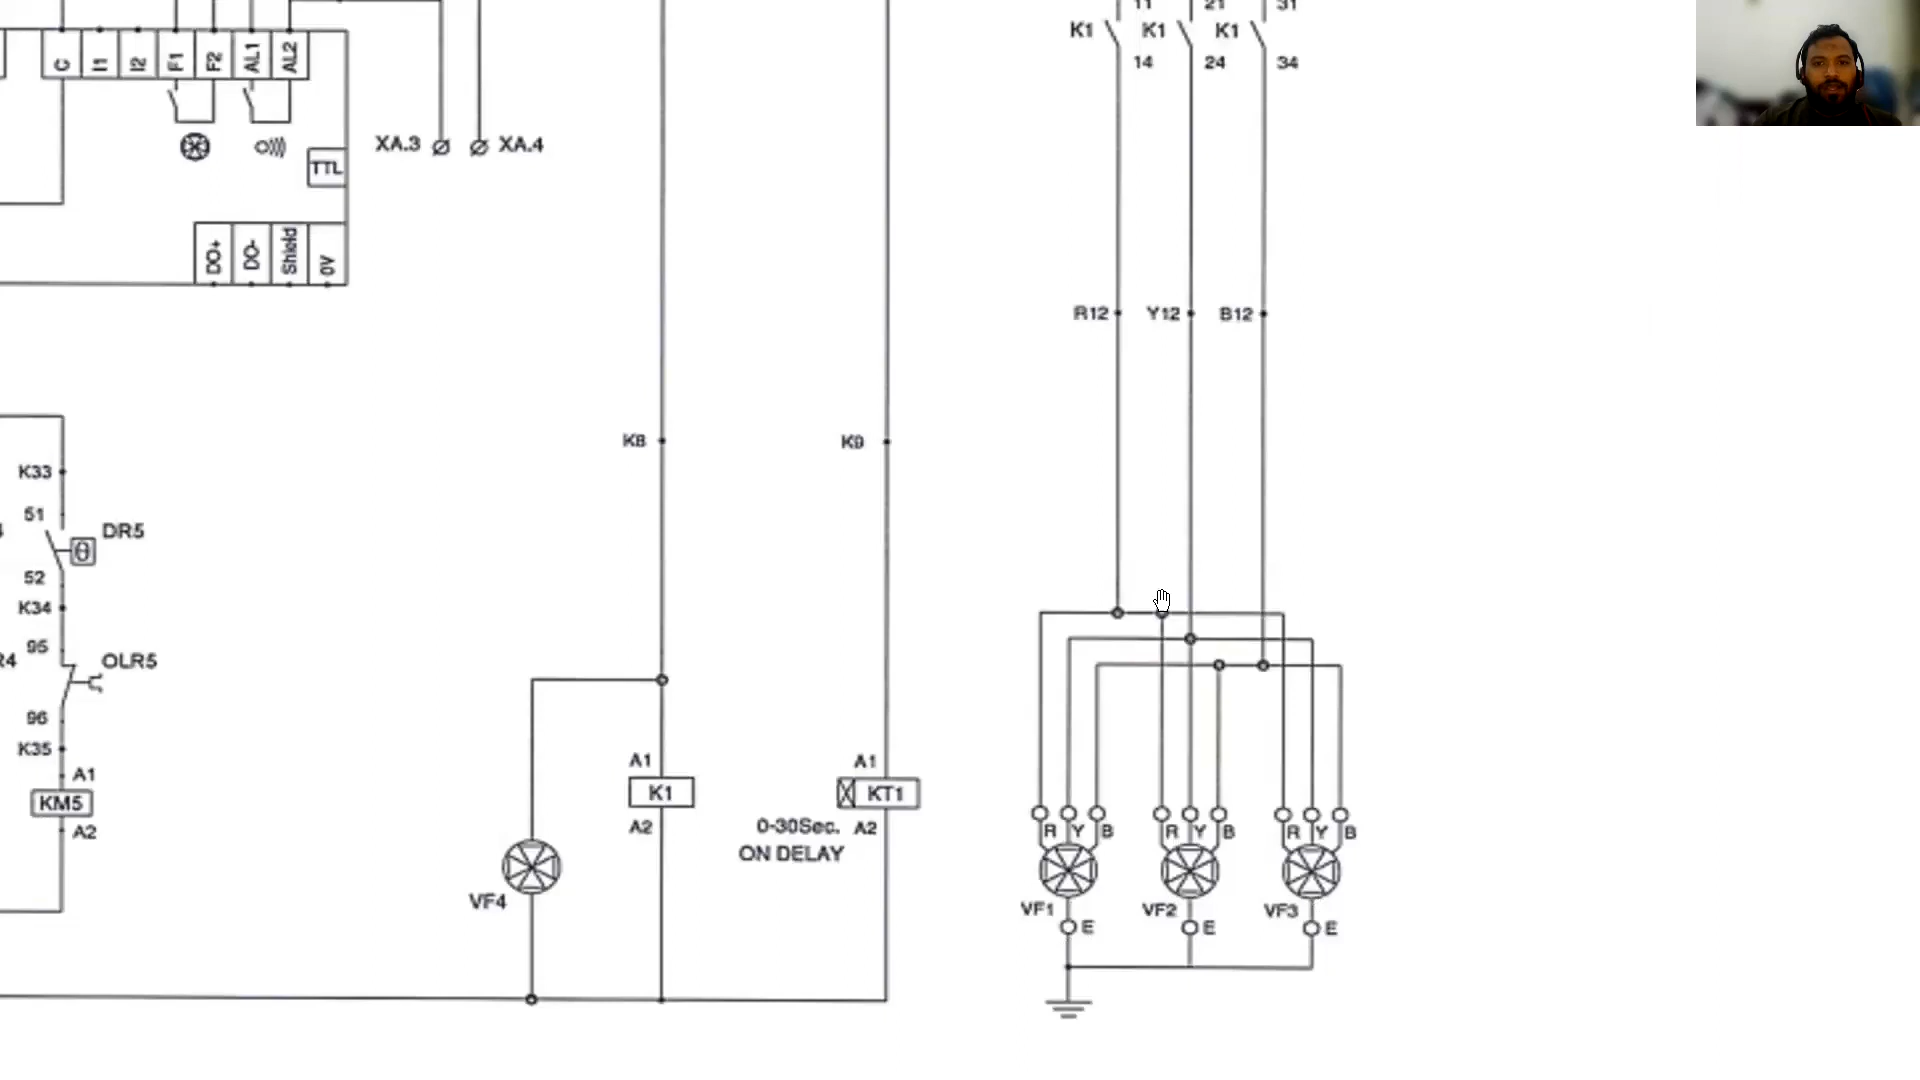 11 21 31
K1 K1 K1
14 24 34
C I1 I2 F1 F2 AL1 AL2
XA.3 XA.4
TTL
DO+ DO- Shield 0V
R12 Y12 B12
K8 K9
K33
51
DR5
52
K34
95
R4 OLR5
96
K35
A1
KM5
A2
A1 A1
K1 KT1
A2 0-30Sec. A2
ON DELAY
VF4
R Y B R Y B R Y B
VF1 VF2 VF3
E E E